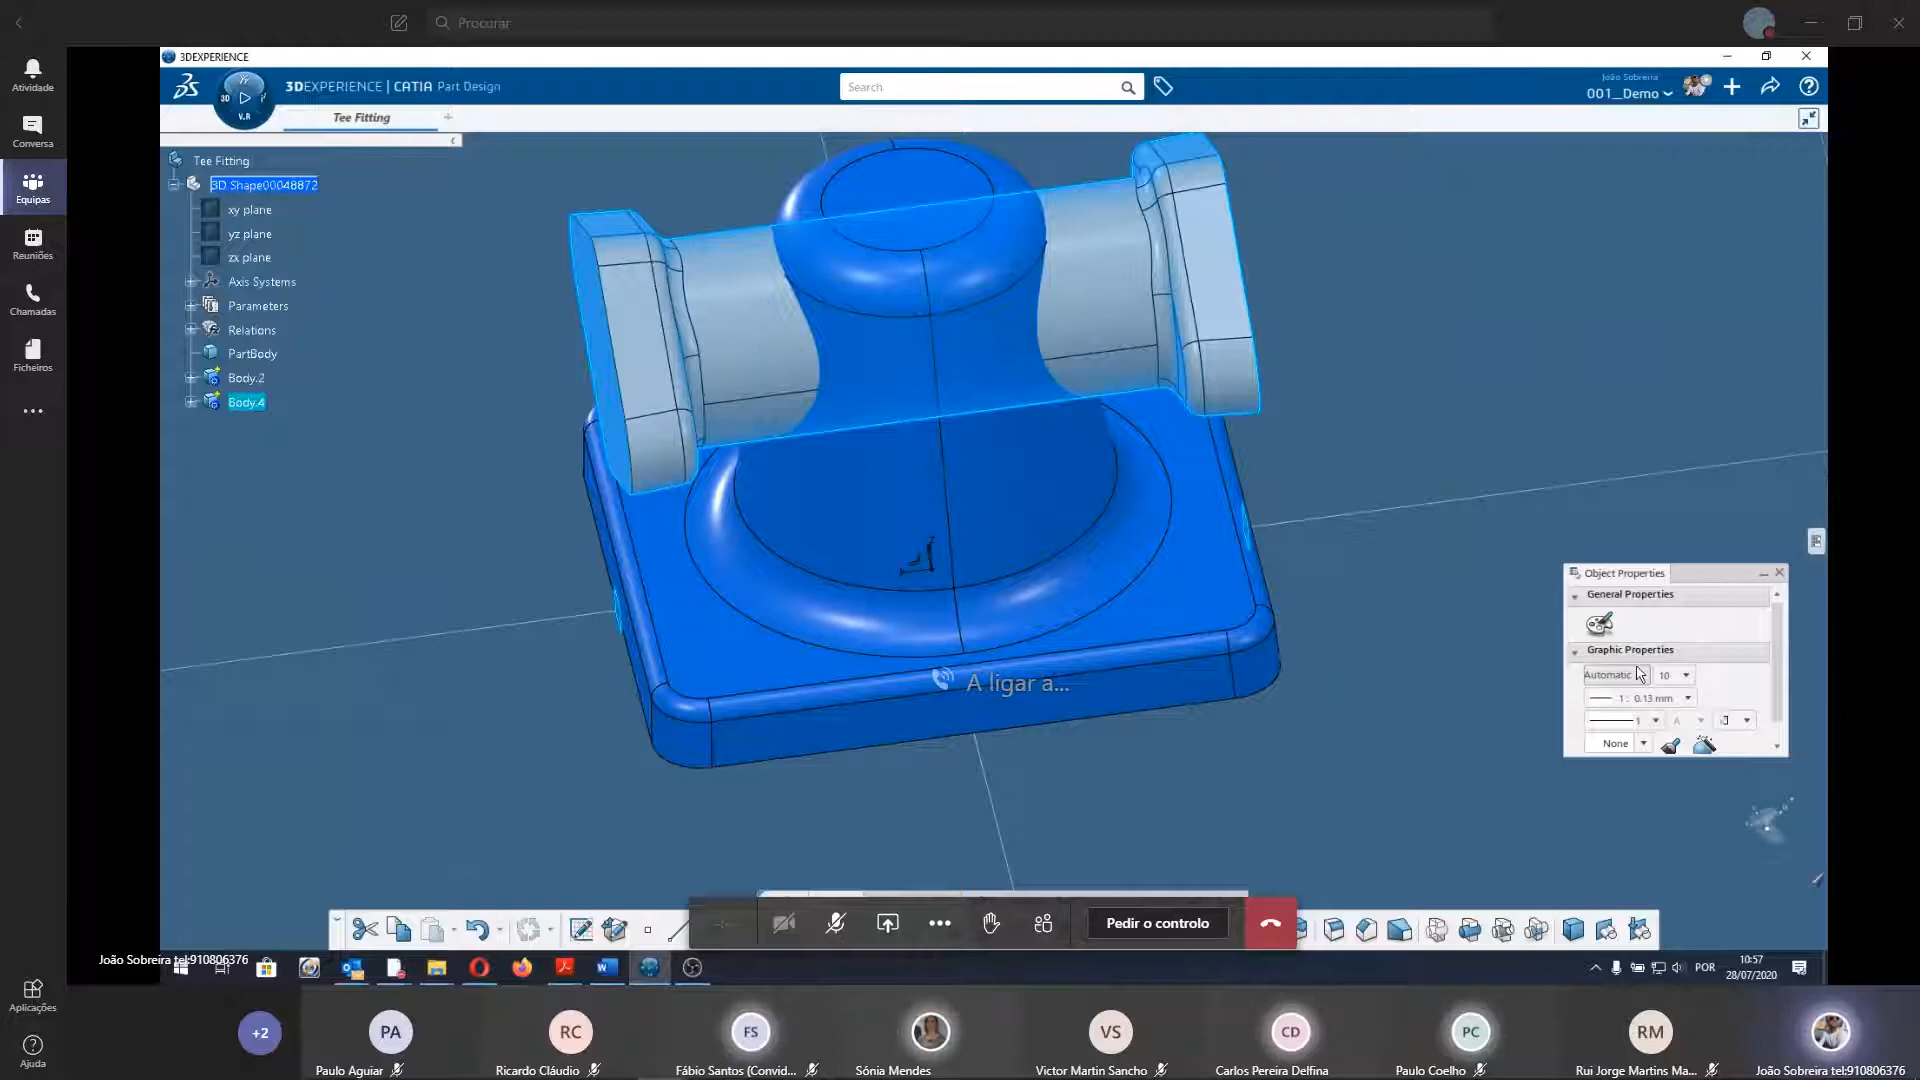 Procurar
Atividade
Conversa
Equipas
Reuniões
Chamadas
Ficheiros
Aplicações
Ajuda
3DEXPERIENCE
3DEXPERIENCE | CATIA Part Design
3D
V.R
Search
João Sobreira
001__Demo
Tee Fitting
Tee Fitting
3D Shape00048872
xy plane
yz plane
zx plane
Axis Systems
Parameters
Relations
PartBody
Body.2
Body.4
A ligar a...
Object Properties
General Properties
Graphic Properties
Automatic
10
1 : 0.13 mm
1
A
None
Pedir o controlo
João Sobreira tel:910806376
POR
10:57
28/07/2020
+2
PA
Paulo Aguiar
RC
Ricardo Cláudio
FS
Fábio Santos (Convid...
Sónia Mendes
VS
Victor Martin Sancho
CD
Carlos Pereira Delfina
PC
Paulo Coelho
RM
Rui Jorge Martins Ma...
João Sobreira tel:910806376